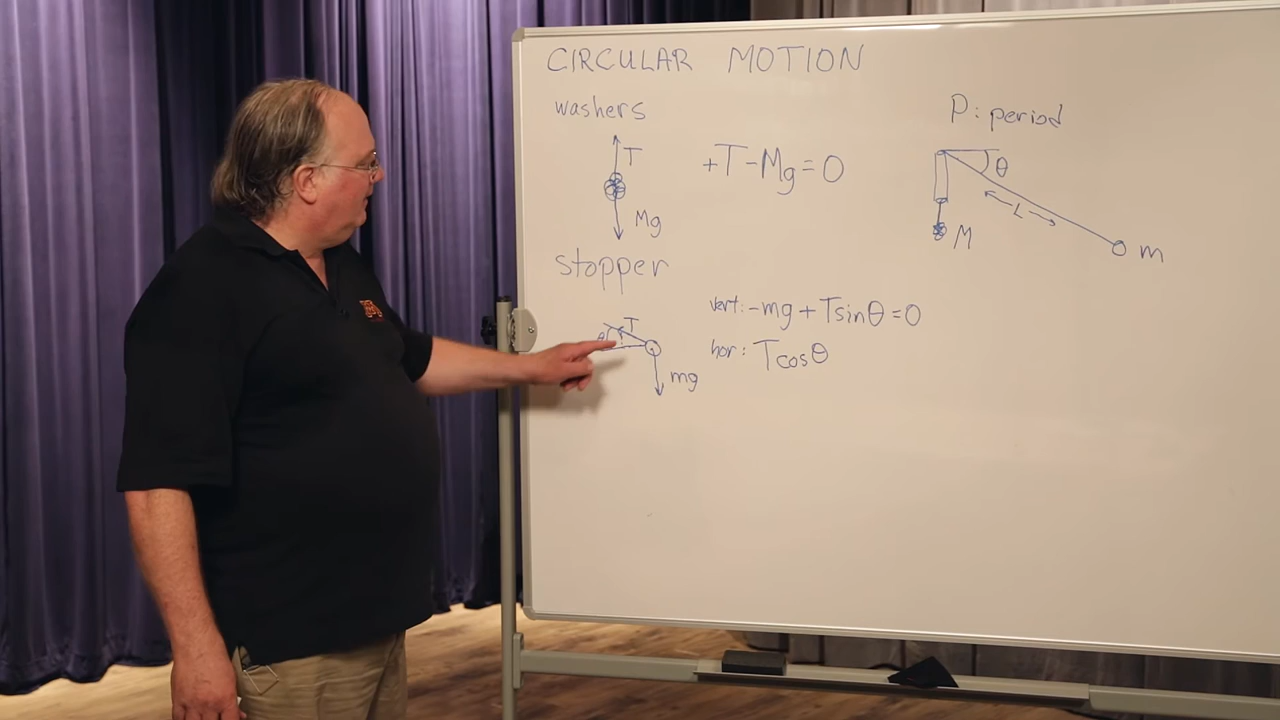 CIRCULAR MOTION
washers
T
Mg
+T-Mg=0
P: period
θ
L
M
m
stopper
T
θ
mg
vert: -mg + Tsinθ = 0
hor: Tcosθ